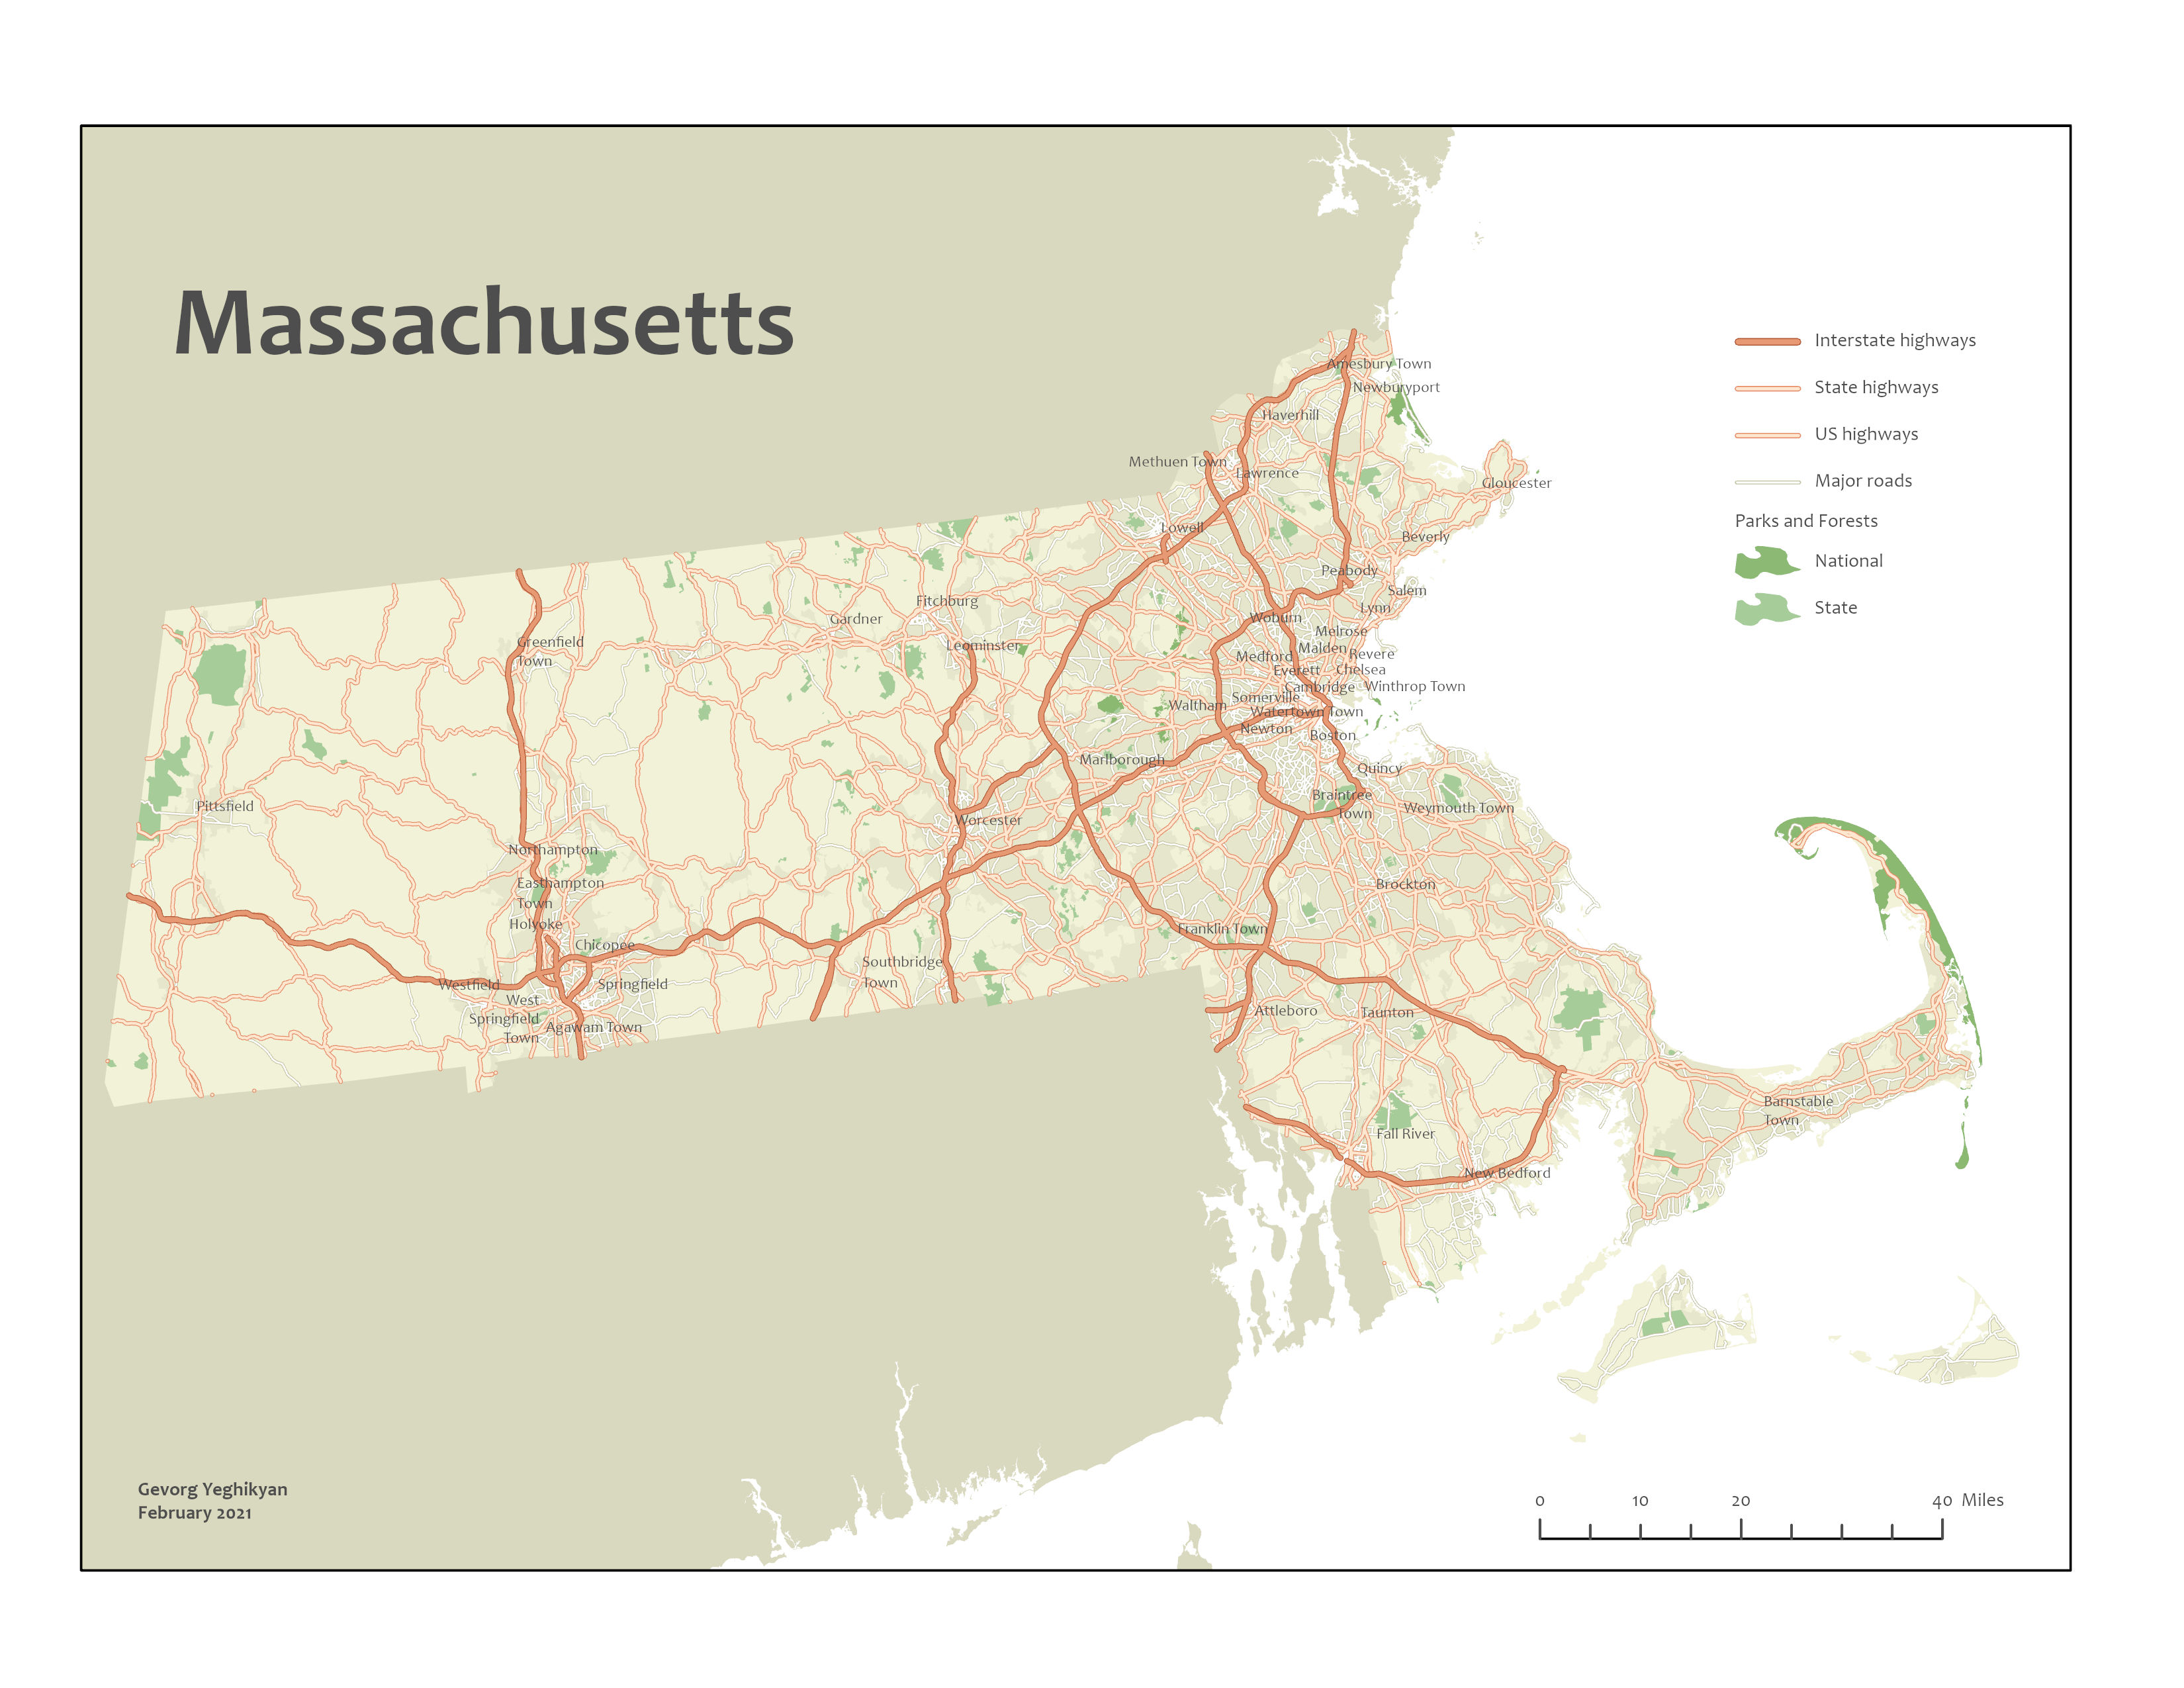 Massachusetts
Interstate highways
State highways
US highways
Major roads
Parks and Forests
National
State
Amesbury Town
Newburyport
Haverhill
Methuen Town
Lawrence
Gloucester
Lowell
Beverly
Peabody
Salem
Lynn
Fitchburg
Gardner
Woburn
Melrose
Leominster
Greenfield
Town
Malden
Revere
Medford
Everett
Chelsea
Cambridge
Winthrop Town
Somerville
Waltham
Watertown Town
Newton
Boston
Marlborough
Quincy
Braintree
Town
Weymouth Town
Pittsfield
Worcester
Northampton
Easthampton
Town
Brockton
Holyoke
Franklin Town
Chicopee
Southbridge
Town
Westfield
Springfield
West
Springfield
Town
Agawam Town
Attleboro
Taunton
Barnstable
Town
Fall River
New Bedford
Gevorg Yeghikyan
February 2021
0 10 20 40 Miles